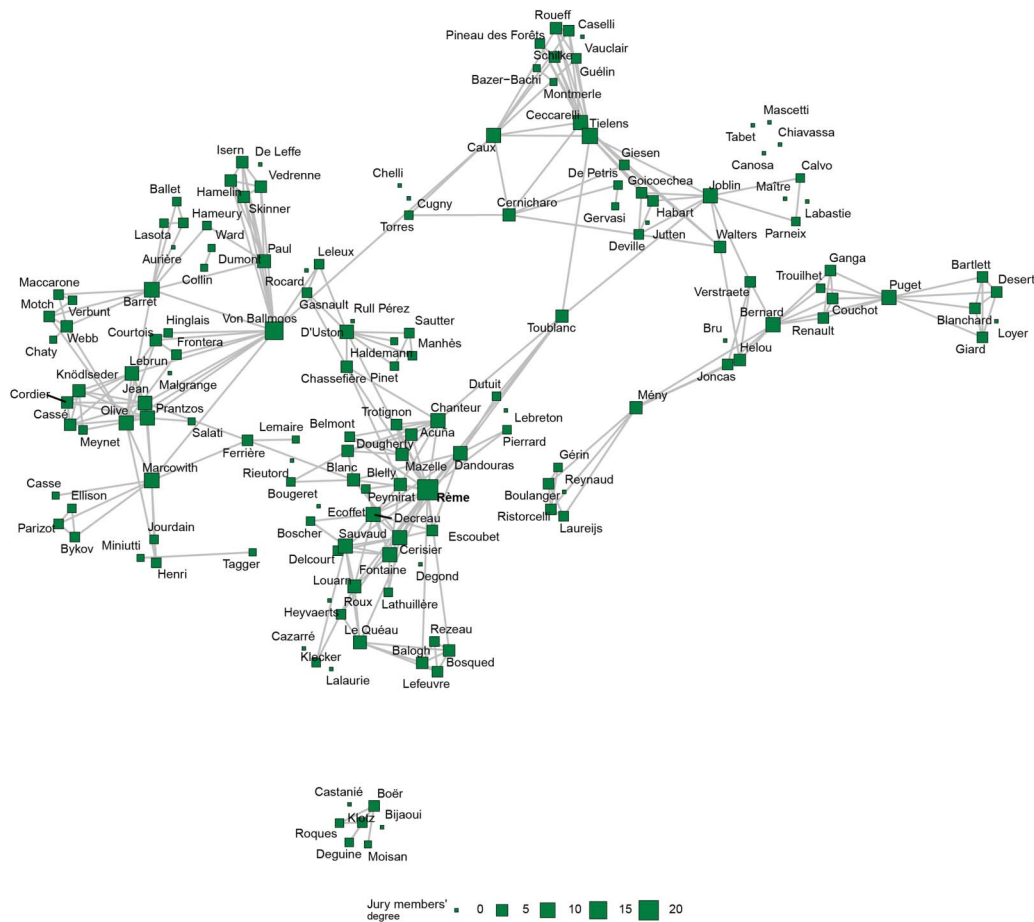 Roueff
Caselli
Pineau des Forêts
Vauclair
Schilke
Guélin
Bazer−Bachi
Montmerle
Ceccarelli
Tielens
Mascetti
Tabet
Chiavassa
Caux
Giesen
Canosa
Calvo
Isern
De Leffe
De Petris
Goicoechea
Joblin
Maître
Vedrenne
Chelli
Labastie
Ballet
Hamelin
Skinner
Cugny
Cernicharo
Gervasi
Habart
Parneix
Hameury
Torres
Jutten
Lasota
Ward
Deville
Walters
Aurière
Dumont
Paul
Leleux
Collin
Rocard
Ganga
Bartlett
Maccarone
Trouilhet
Desert
Motch
Barret
Gasnault
Verstraete
Puget
Verbunt
Rull Pérez
Bernard
Couchot
Blanchard
Hinglais
Von Ballmoos
D'Uston
Sautter
Toublanc
Renault
Loyer
Webb
Courtois
Manhès
Bru
Giard
Chaty
Frontera
Haldemann
Helou
Lebrun
Chassefière
Pinet
Joncas
Knödlseder
Malgrange
Dutuit
Cordier
Jean
Mény
Cassé
Olive
Prantzos
Trotignon
Chanteur
Lebreton
Meynet
Salati
Lemaire
Belmont
Acuña
Pierrard
Ferrière
Dougherty
Gérin
Marcowith
Rieutord
Blanc
Blelly
Mazelle
Dandouras
Reynaud
Casse
Ellison
Bougeret
Peymirat
Rème
Boulanger
Parizot
Ecoffet
Decreau
Ristorcelli
Jourdain
Boscher
Sauvaud
Escoubet
Laureijs
Bykov
Miniutti
Delcourt
Cerisier
Henri
Tagger
Fontaine
Degond
Louarn
Roux
Lathuillère
Heyvaerts
Cazarré
Le Quéau
Rezeau
Klecker
Balogh
Bosqued
Lalaurie
Lefeuvre
Castanié
Boër
Klotz
Bijaoui
Roques
Deguine
Moisan
Jury members'
degree
0 5 10 15 20